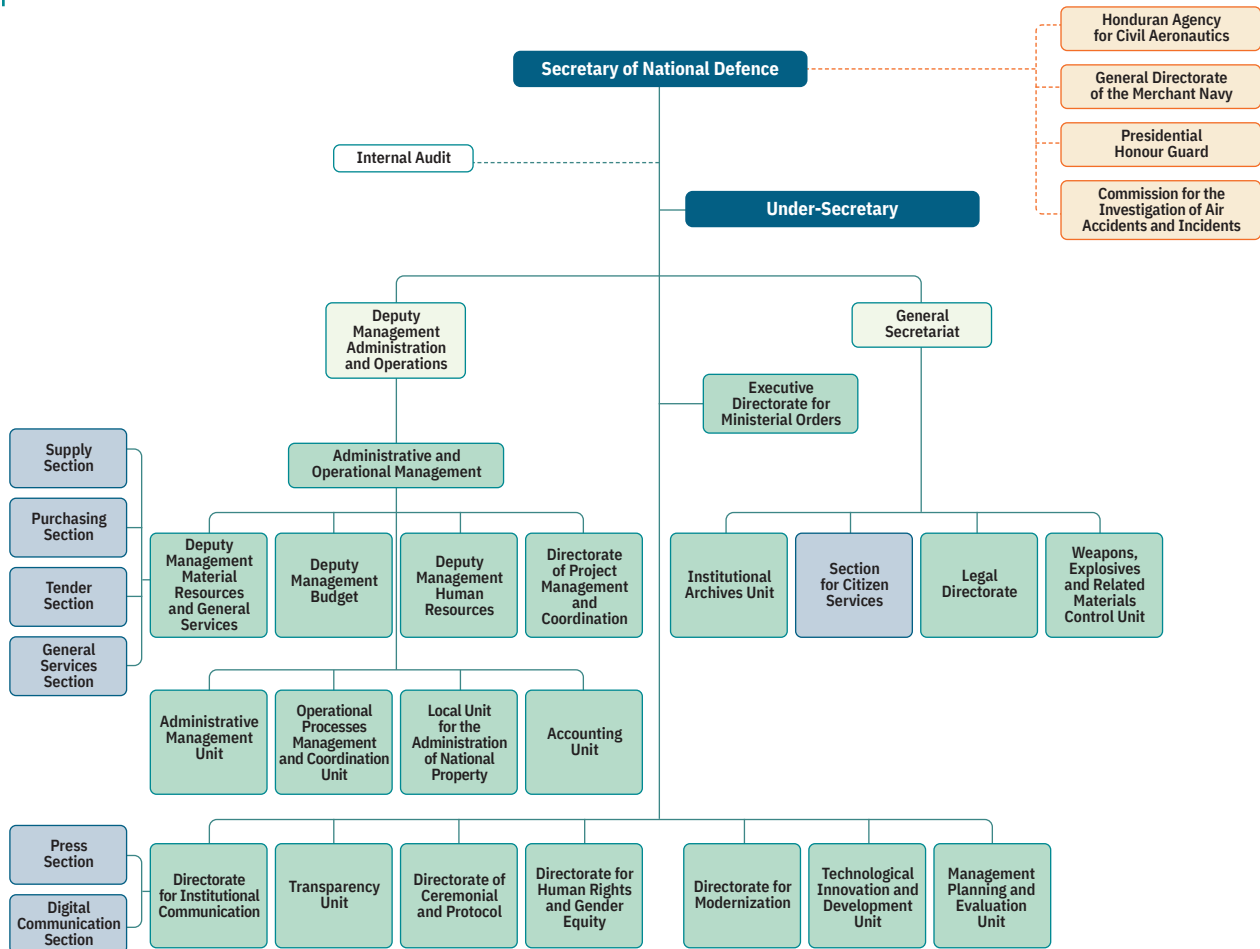 Honduran Agency
for Civil Aeronautics
Secretary of National Defence
General Directorate
of the Merchant Navy
Presidential
Honour Guard
Internal Audit
Commission for the
Investigation of Air
Accidents and Incidents
Under-Secretary
Deputy
Management
Administration
and Operations
General
Secretariat
Executive
Directorate for
Ministerial Orders
Administrative and
Operational Management
Supply
Section
Purchasing
Section
Tender
Section
General
Services
Section
Deputy
Management
Material
Resources
and General
Services
Deputy
Management
Budget
Deputy
Management
Human
Resources
Directorate
of Project
Management
and
Coordination
Institutional
Archives Unit
Section
for Citizen
Services
Legal
Directorate
Weapons,
Explosives
and Related
Materials
Control Unit
Administrative
Management
Unit
Operational
Processes
Management
and Coordination
Unit
Local Unit
for the
Administration
of National
Property
Accounting
Unit
Press
Section
Digital
Communication
Section
Directorate
for Institutional
Communication
Transparency
Unit
Directorate of
Ceremonial
and Protocol
Directorate for
Human Rights
and Gender
Equity
Directorate for
Modernization
Technological
Innovation and
Development
Unit
Management
Planning and
Evaluation
Unit